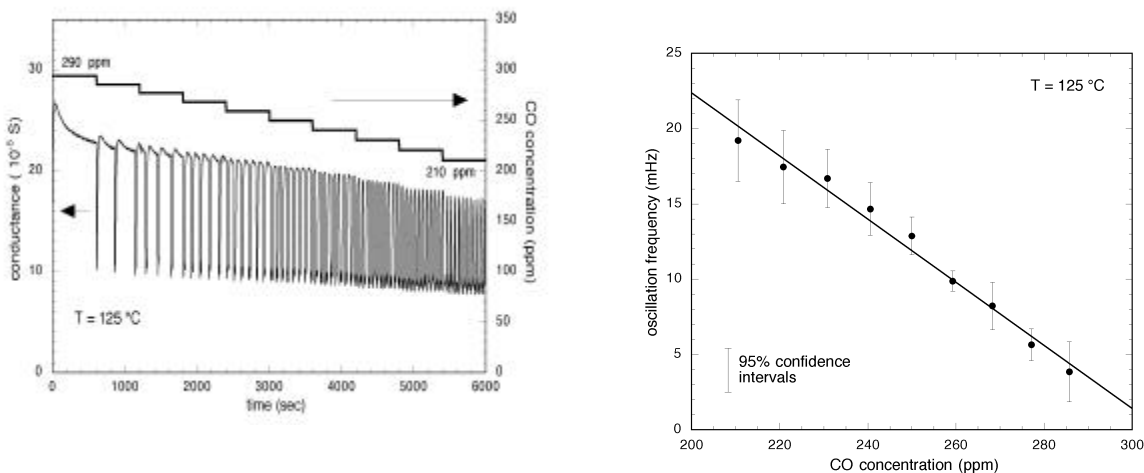 350
290 ppm
30
300
250
20
200
210 ppm
150
10
100
T = 125 °C
50
0
0
0
1000
2000
3000
4000
5000
6000
time (sec)
conductance ( 10⁻⁵ S)
CO concentration (ppm)
25
T = 125 °C
20
15
10
5
0
95% confidence
intervals
200
220
240
260
280
300
CO concentration (ppm)
oscillation frequency (mHz)